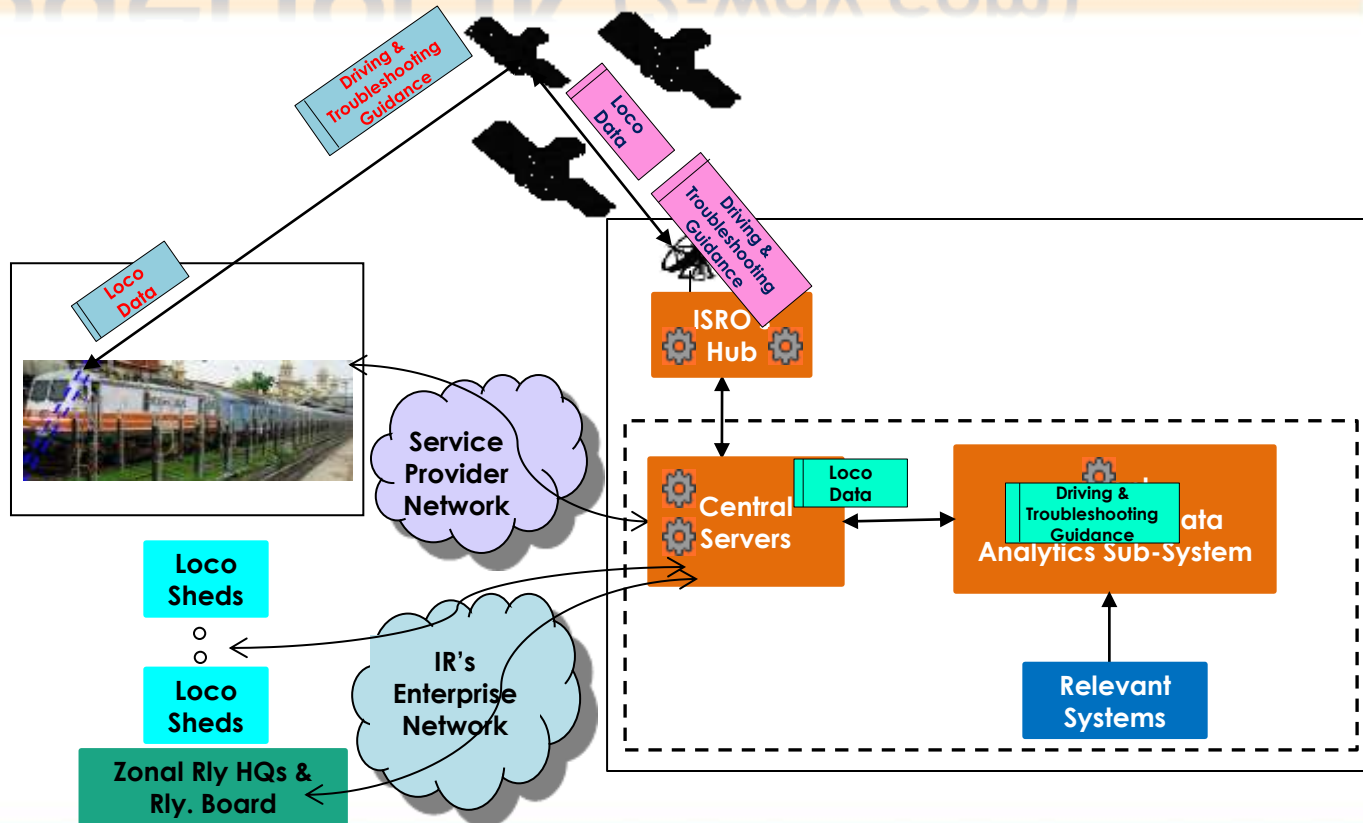 Driving &
Troubleshooting
Guidance
Loco
Data
Driving &
Troubleshooting
Guidance
Loco
Data
ISRO
Hub
Service
Provider
Network
Central
Servers
Loco
Data
Driving &
Troubleshooting
Guidance
Analytics Sub-System
Loco
Sheds
Loco
Sheds
IR's
Enterprise
Network
Relevant
Systems
Zonal Rly HQs &
Rly. Board